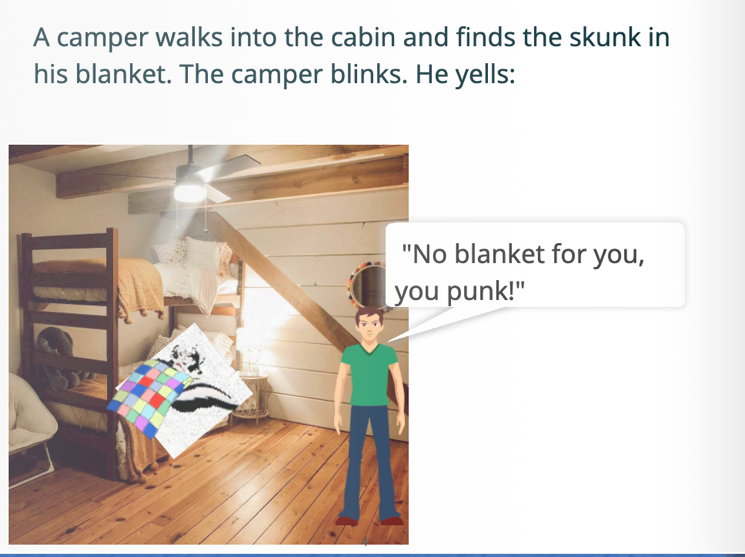 A camper walks into the cabin and finds the skunk in
his blanket. The camper blinks. He yells:
"No blanket for you,
you punk!"